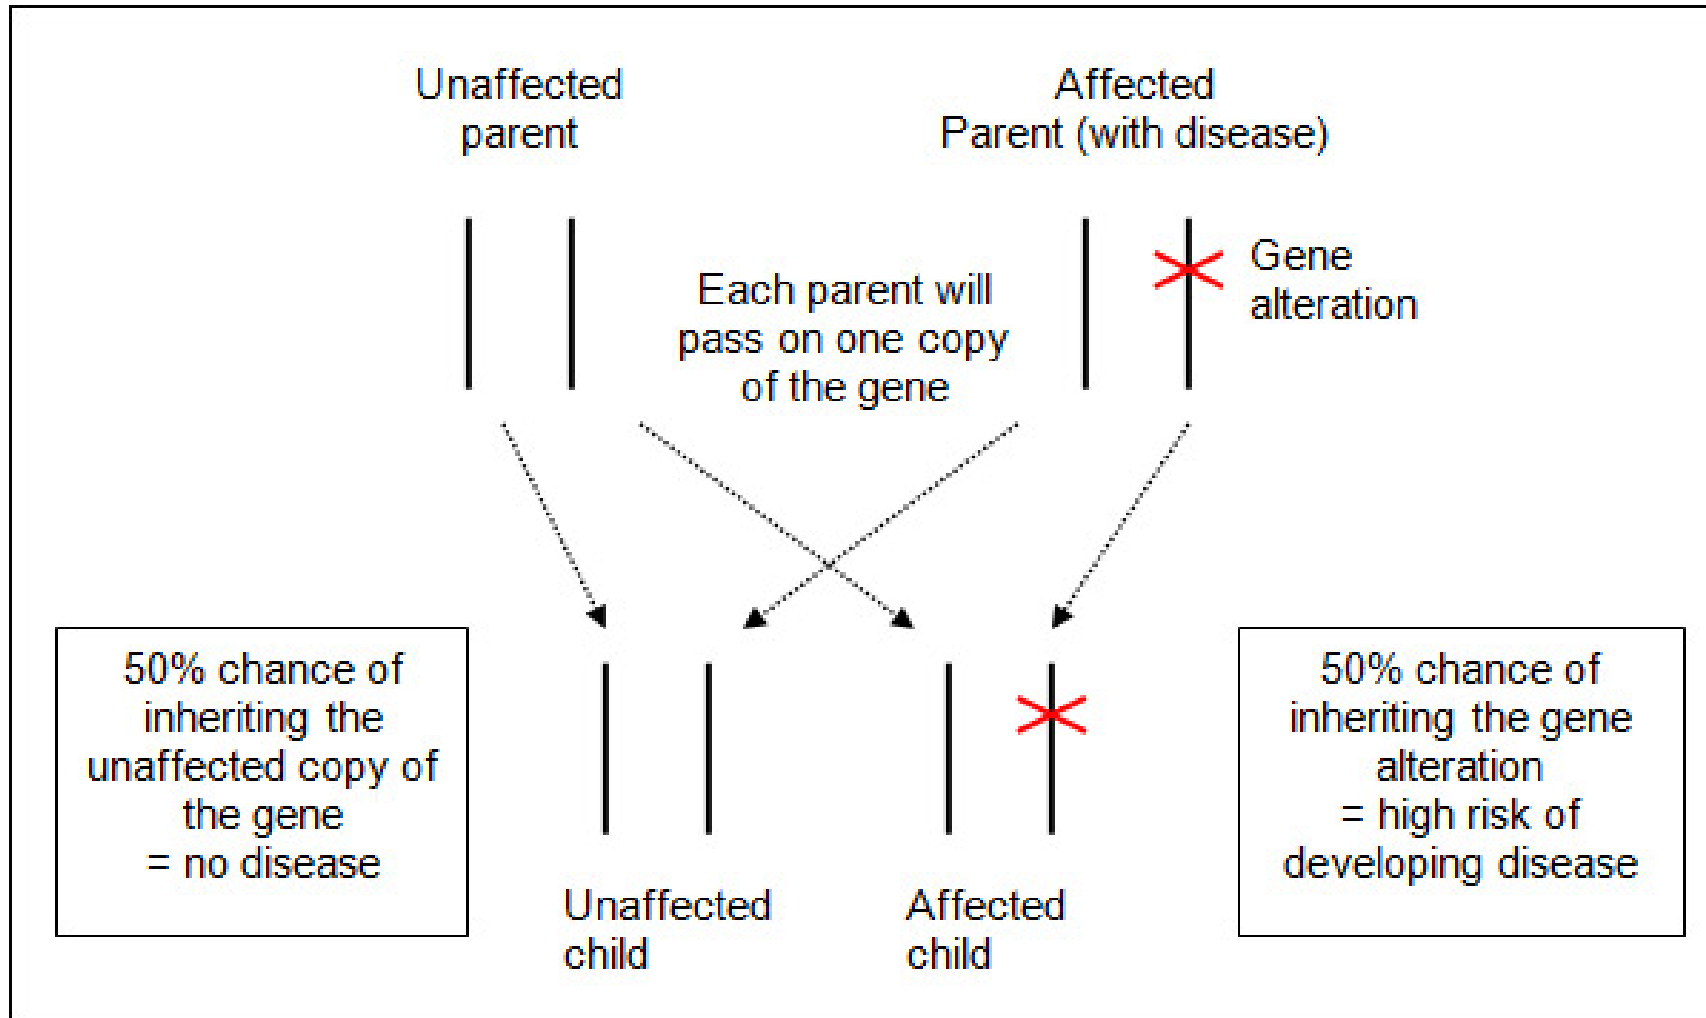 Unaffected
parent
Affected
Parent (with disease)
Each parent will
pass on one copy
of the gene
Gene
alteration
50% chance of
inheriting the
unaffected copy of
the gene
= no disease
Unaffected
child
Affected
child
50% chance of
inheriting the gene
alteration
= high risk of
developing disease